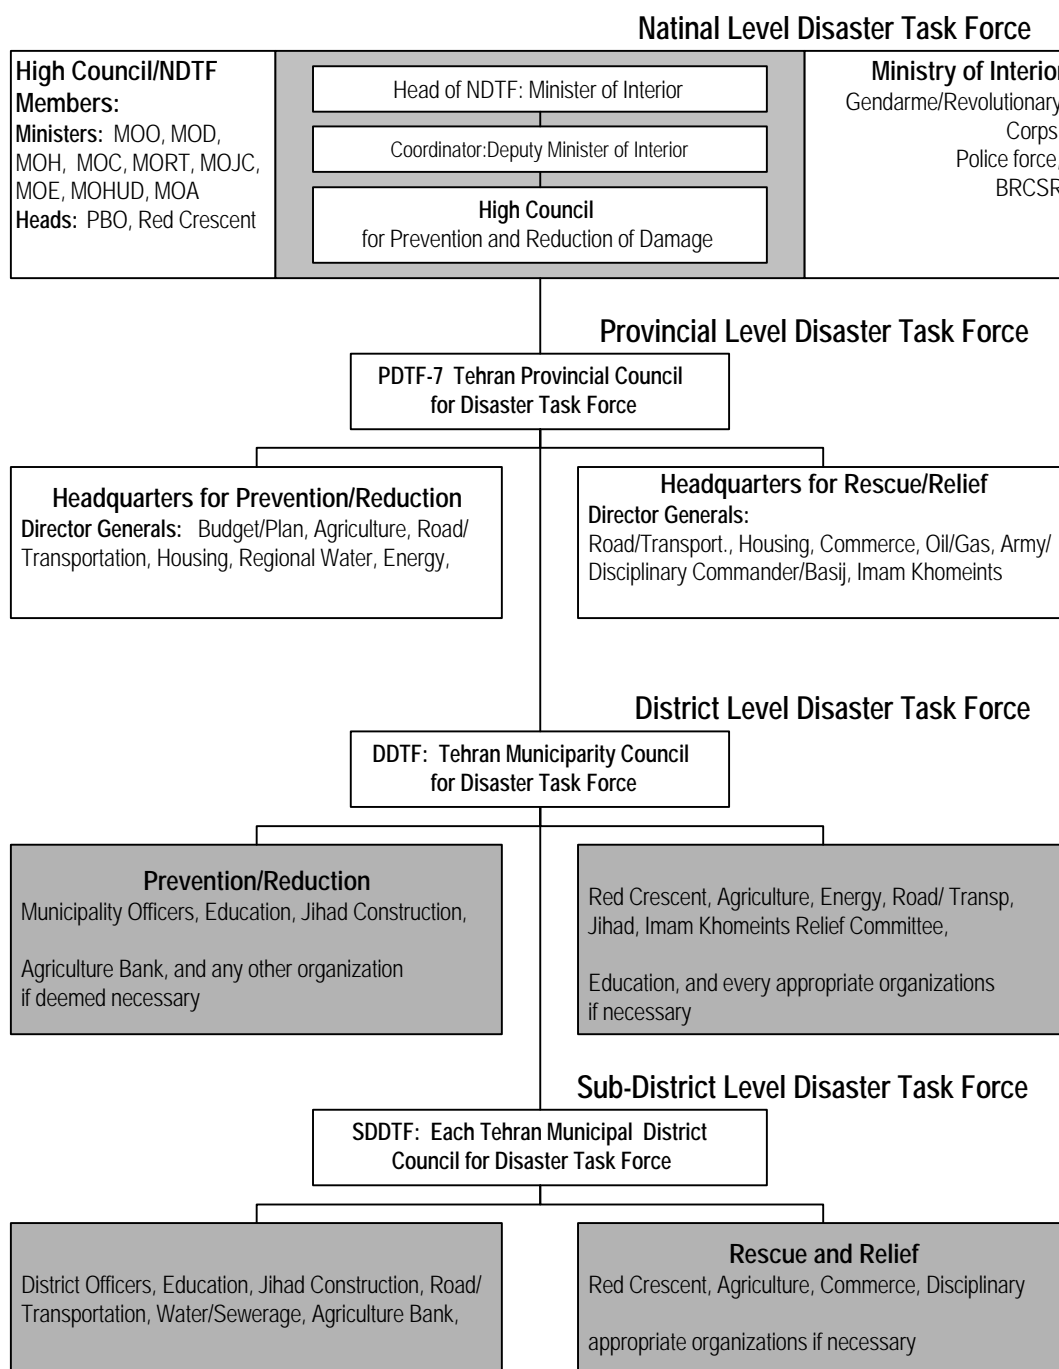 Natinal Level Disaster Task Force
High Council/NDTF
Members:
Ministers: MOO, MOD,
MOH, MOC, MORT, MOJC,
MOE, MOHUD, MOA
Heads: PBO, Red Crescent
Head of NDTF: Minister of Interior
Coordinator:Deputy Minister of Interior
High Council
for Prevention and Reduction of Damage
Ministry of Interior
Gendarme/Revolutionary
Corps
Police force,
BRCSR
Provincial Level Disaster Task Force
PDTF-7 Tehran Provincial Council
for Disaster Task Force
Headquarters for Prevention/Reduction
Director Generals: Budget/Plan, Agriculture, Road/
Transportation, Housing, Regional Water, Energy,
Headquarters for Rescue/Relief
Director Generals:
Road/Transport., Housing, Commerce, Oil/Gas, Army/
Disciplinary Commander/Basij, Imam Khomeints
District Level Disaster Task Force
DDTF: Tehran Municiparity Council
for Disaster Task Force
Prevention/Reduction
Municipality Officers, Education, Jihad Construction,
Agriculture Bank, and any other organization
if deemed necessary
Red Crescent, Agriculture, Energy, Road/ Transp,
Jihad, Imam Khomeints Relief Committee,
Education, and every appropriate organizations
if necessary
Sub-District Level Disaster Task Force
SDDTF: Each Tehran Municipal District
Council for Disaster Task Force
District Officers, Education, Jihad Construction, Road/
Transportation, Water/Sewerage, Agriculture Bank,
Rescue and Relief
Red Crescent, Agriculture, Commerce, Disciplinary
appropriate organizations if necessary